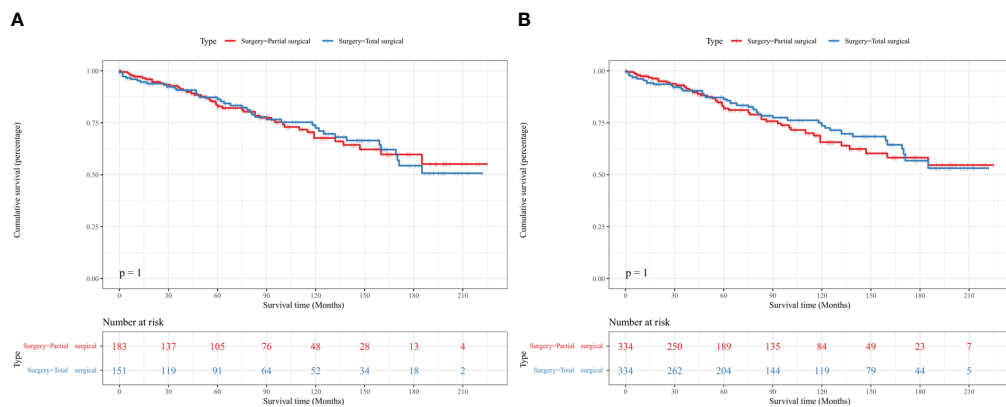 A
Type Surgery=Partial surgical Surgery=Total surgical
Cumulative survival (percentage)
1.00
0.75
0.50
0.25
0.00
p = 1
0 30 60 90 120 150 180 210
Survival time (Months)
Number at risk
Type
Surgery=Partial surgical 183 137 105 76 48 28 13 4
Surgery=Total surgical 151 119 91 64 52 34 18 2
0 30 60 90 120 150 180 210
Survival time (Months)
B
Type Surgery=Partial surgical Surgery=Total surgical
Cumulative survival (percentage)
1.00
0.75
0.50
0.25
0.00
p = 1
0 30 60 90 120 150 180 210
Survival time (Months)
Number at risk
Type
Surgery=Partial surgical 334 250 189 135 84 49 23 7
Surgery=Total surgical 334 262 204 144 119 79 44 5
0 30 60 90 120 150 180 210
Survival time (Months)